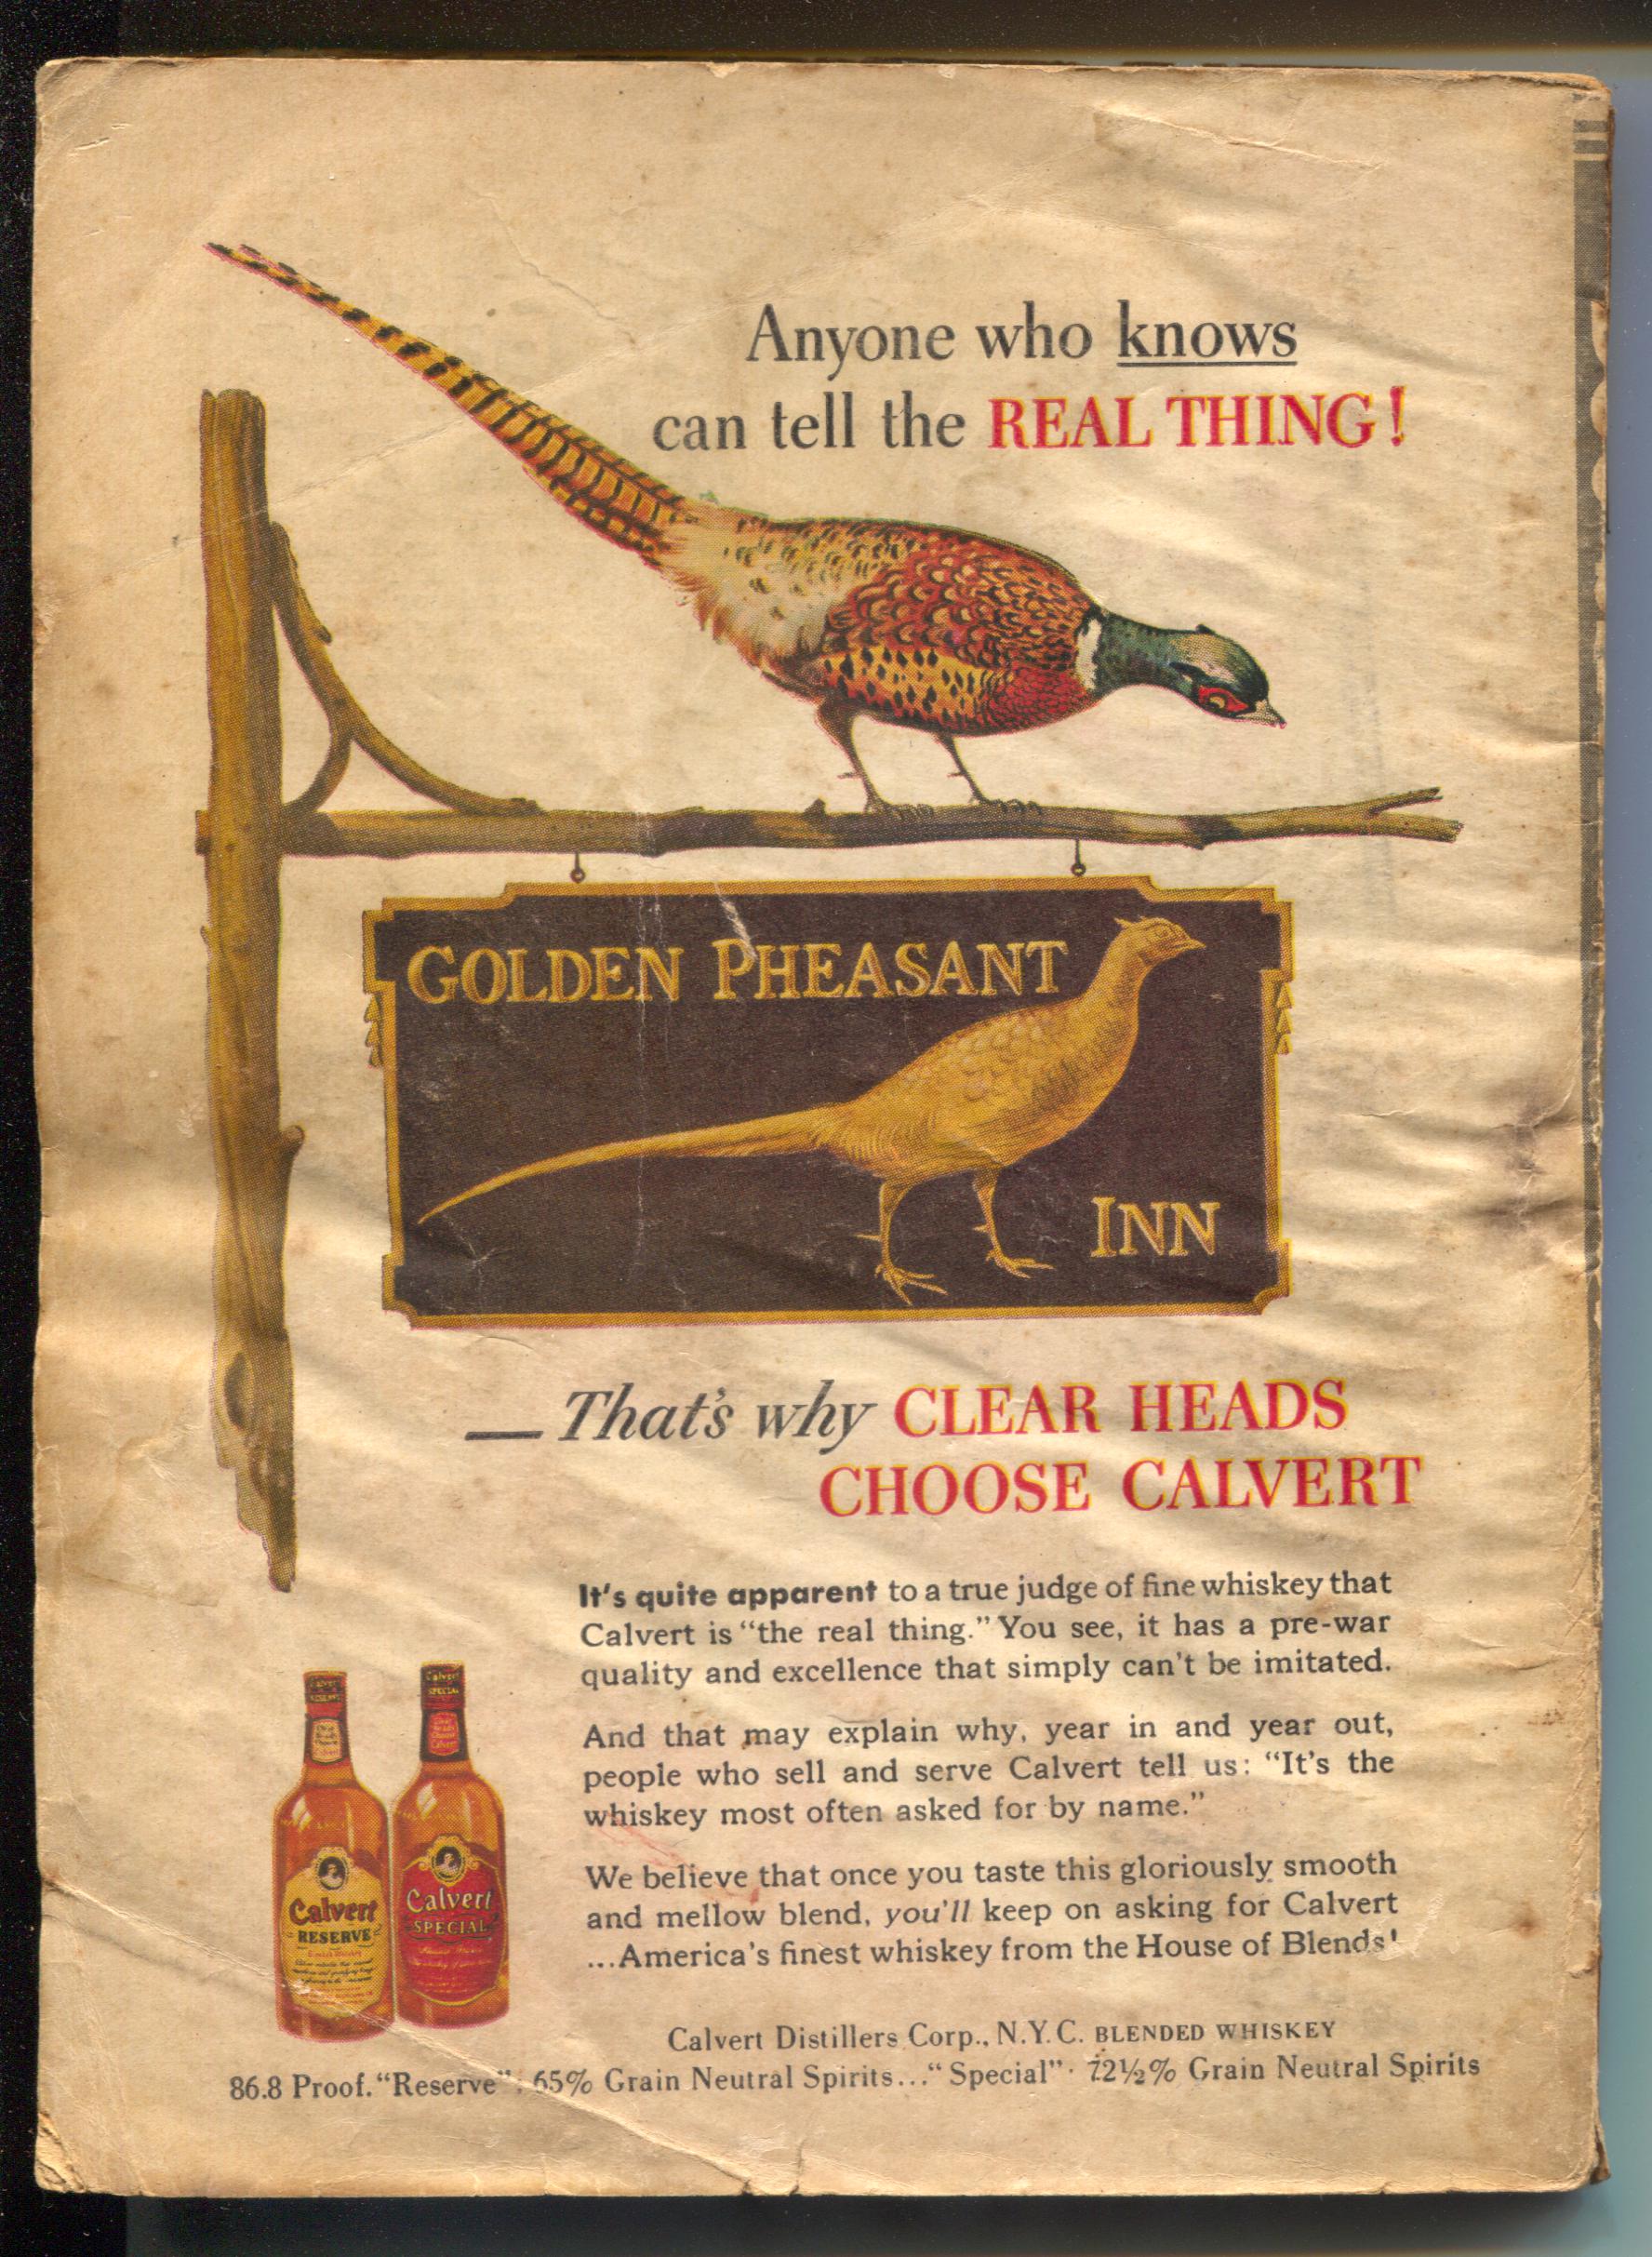 Anyone who knows
can tell the REAL THING!
GOLDEN PHEASANT
INN
—That's why CLEAR HEADS
CHOOSE CALVERT
It's quite apparent to a true judge of fine whiskey that
Calvert is “the real thing.” You see, it has a pre-war
quality and excellence that simply can't be imitated.
And that may explain why, year in and year out,
people who sell and serve Calvert tell us: “It's the
whiskey most often asked for by name.”
We believe that once you taste this gloriously smooth
and mellow blend, you'll keep on asking for Calvert
...America's finest whiskey from the House of Blends!
Calvert
RESERVE
Calvert
SPECIAL
Calvert
SPECIAL
Calvert Distillers Corp., N.Y.C. BLENDED WHISKEY
86.8 Proof. “Reserve”: 65% Grain Neutral Spirits...“Special”: 72½% Grain Neutral Spirits